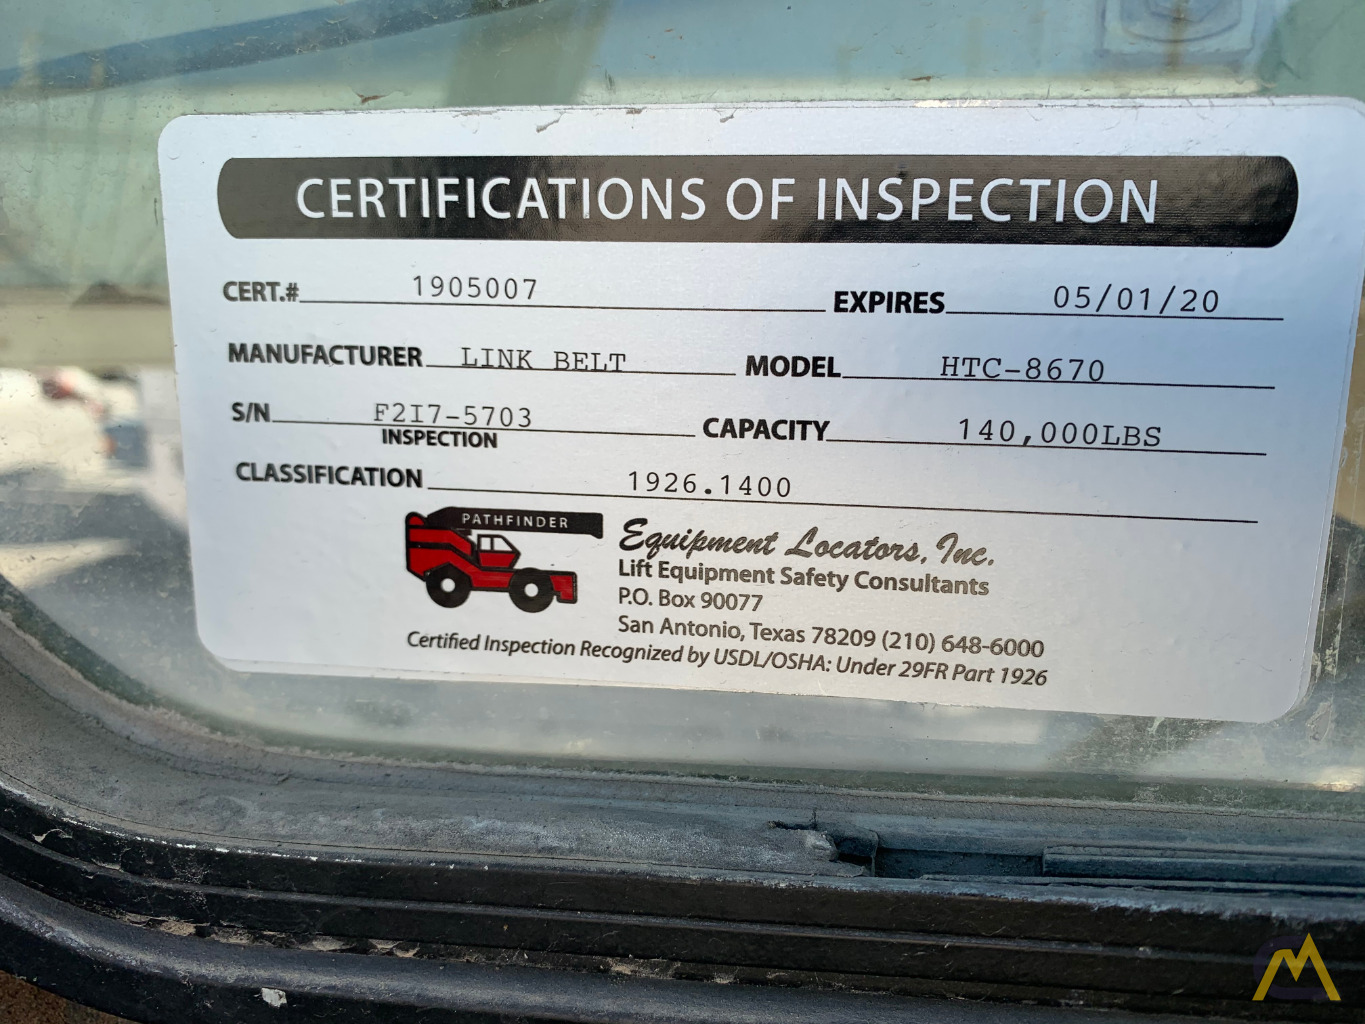 CERTIFICATIONS OF INSPECTION
CERT.# 1905007 EXPIRES 05/01/20
MANUFACTURER LINK BELT MODEL HTC-8670
S/N F2I7-5703 CAPACITY 140,000LBS
INSPECTION
CLASSIFICATION 1926.1400
PATHFINDER
Equipment Locators, Inc.
Lift Equipment Safety Consultants
P.O. Box 90077
San Antonio, Texas 78209 (210) 648-6000
Certified Inspection Recognized by USDL/OSHA: Under 29FR Part 1926